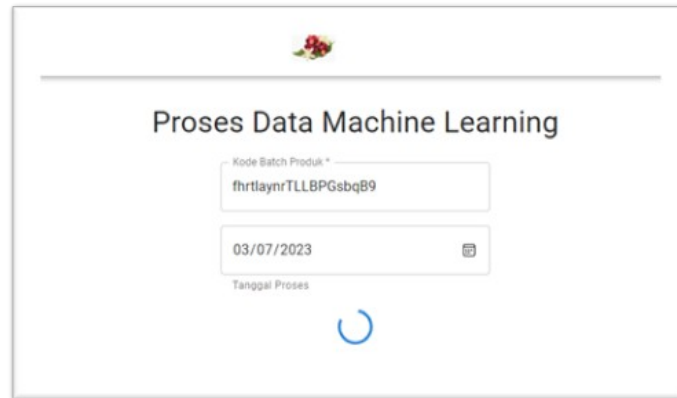 Proses Data Machine Learning
Kode Batch Produk *
fhrtlaynrTLLBPGsbqB9
03/07/2023
Tanggal Proses